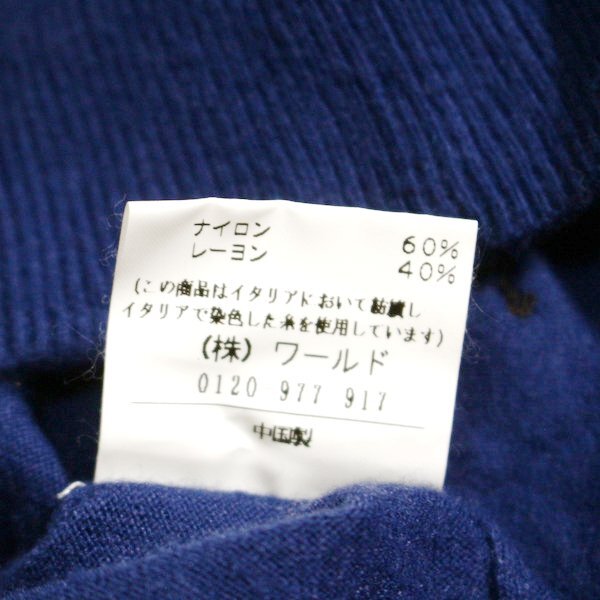 ナイロン 60%
レーヨン 40%
(この商品はイタリアにおいて紡績し
イタリアで染色した糸を使用しています)
(株) ワールド
0120 977 917
中国製